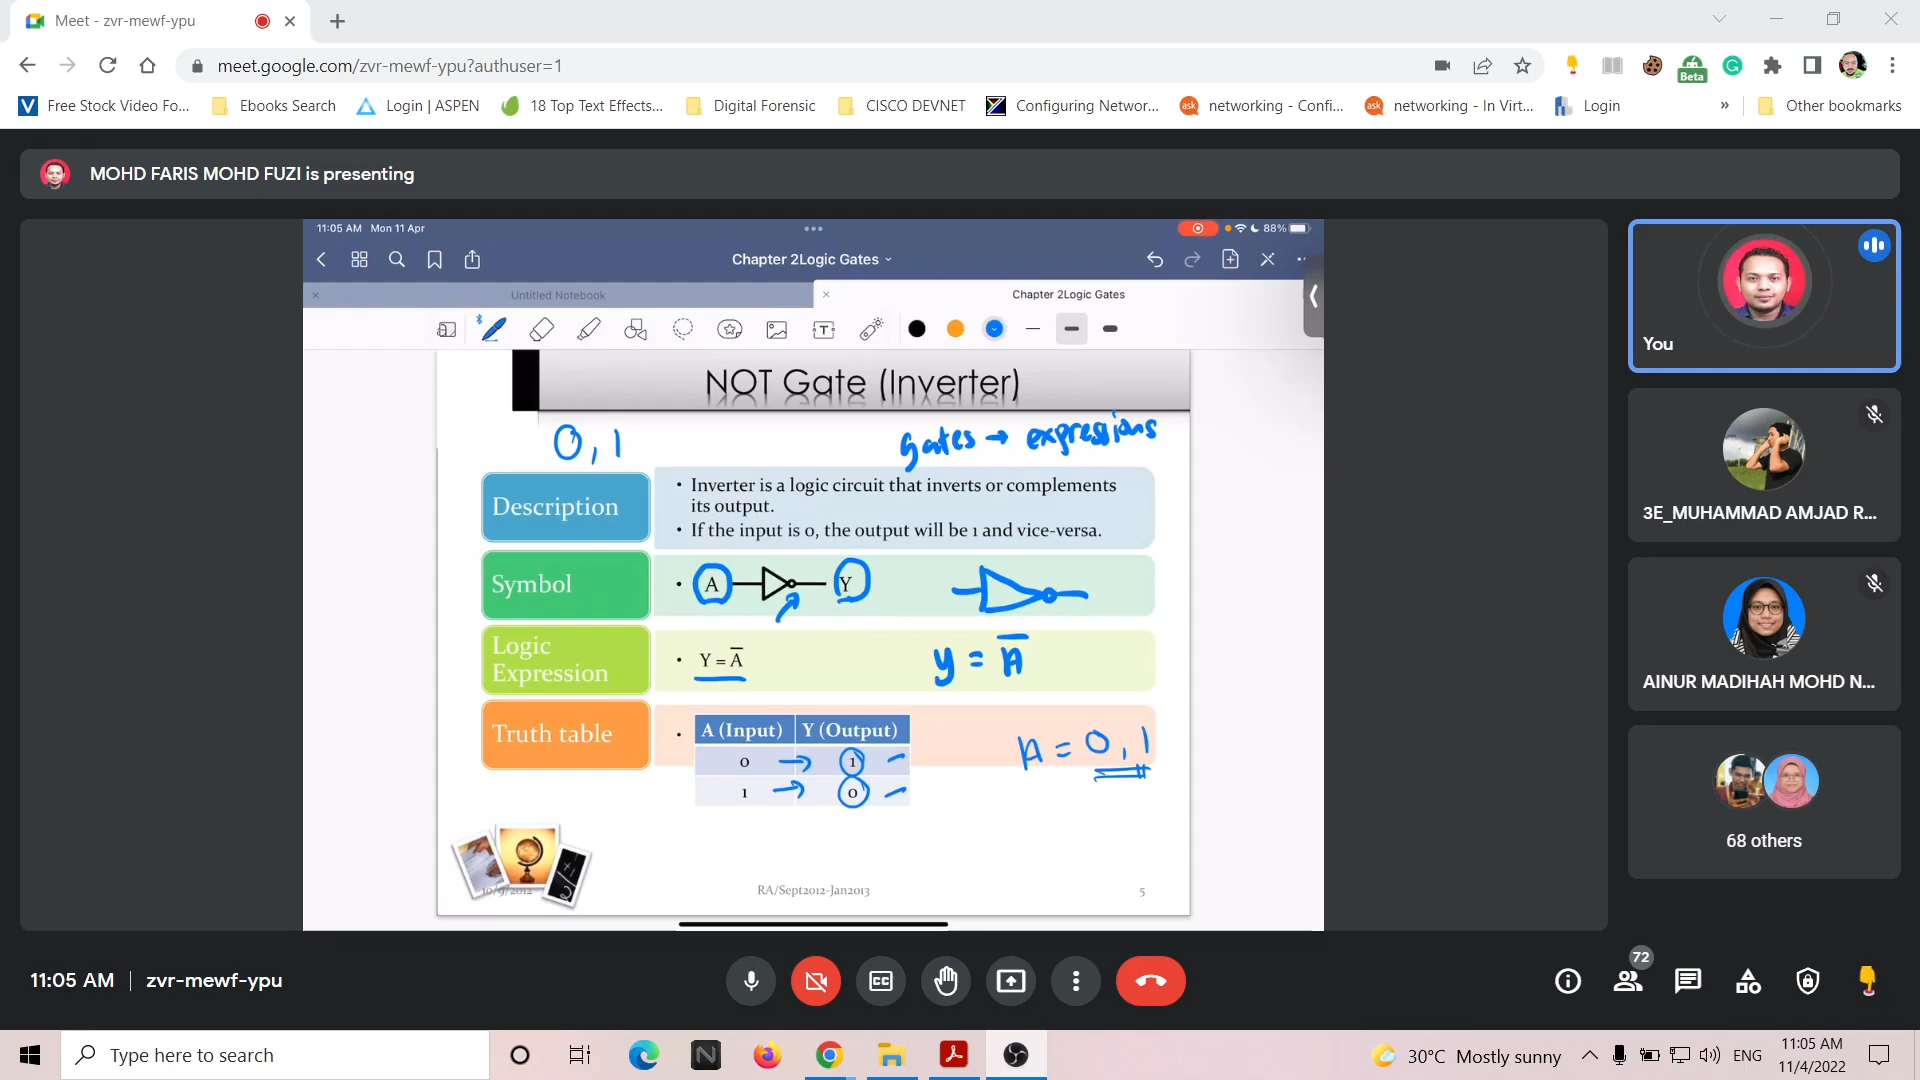 Meet - zvr-mewf-ypu
meet.google.com/zvr-mewf-ypu?authuser=1
Beta
Free Stock Video Fo...
Ebooks Search
Login | ASPEN
18 Top Text Effects...
Digital Forensic
CISCO DEVNET
Configuring Networ...
ask
networking - Confi...
ask
networking - In Virt...
Login
»
Other bookmarks
MOHD FARIS MOHD FUZI is presenting
11:05 AM Mon 11 Apr
88%
Chapter 2Logic Gates
Untitled Notebook
Chapter 2Logic Gates
NOT Gate (Inverter)
0, 1
gates → expressions
Description
• Inverter is a logic circuit that inverts or complements
its output.
• If the input is 0, the output will be 1 and vice-versa.
Symbol
• A Y
Logic
Expression
• Y = A̅
y = A̅
Truth table
• A (Input) Y (Output)
0 → 1
1 → 0
A = 0, 1
10/9/2012
RA/Sept2012-Jan2013
5
You
3E_MUHAMMAD AMJAD R...
AINUR MADIHAH MOHD N...
68 others
11:05 AM | zvr-mewf-ypu
72
Type here to search
30°C Mostly sunny
ENG
11:05 AM
11/4/2022